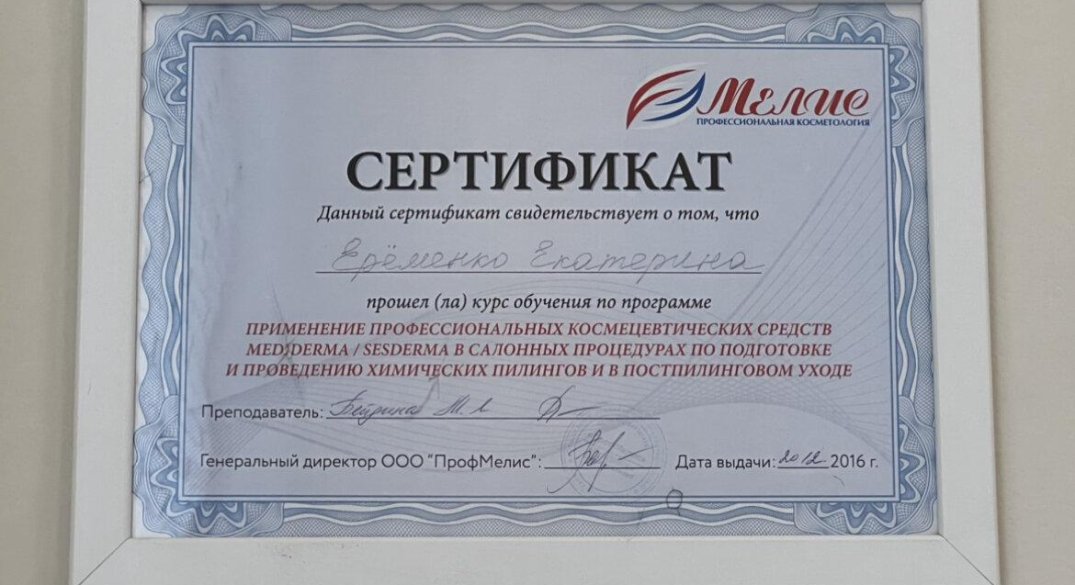 Мелис
ПРОФЕССИОНАЛЬНАЯ КОСМЕТОЛОГИЯ
СЕРТИФИКАТ
Данный сертификат свидетельствует о том, что
Ерёменко Екатерина
прошел (ла) курс обучения по программе
ПРИМЕНЕНИЕ ПРОФЕССИОНАЛЬНЫХ КОСМЕЦЕВТИЧЕСКИХ СРЕДСТВ
MEDIDERMA / SESDERMA В САЛОННЫХ ПРОЦЕДУРАХ ПО ПОДГОТОВКЕ
И ПРОВЕДЕНИЮ ХИМИЧЕСКИХ ПИЛИНГОВ И В ПОСТПИЛИНГОВОМ УХОДЕ
Преподаватель: М. А.
Генеральный директор ООО "ПрофМелис": Дата выдачи: 20 12 2016 г.